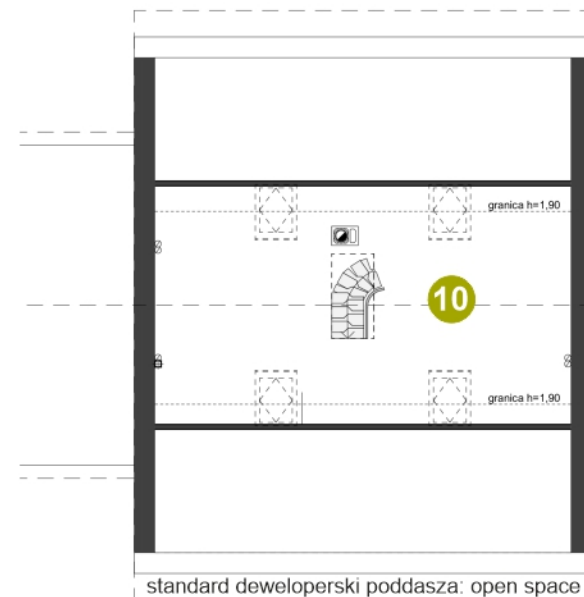 granica h=1,90
10
granica h=1,90
standard deweloperski poddasza: open space